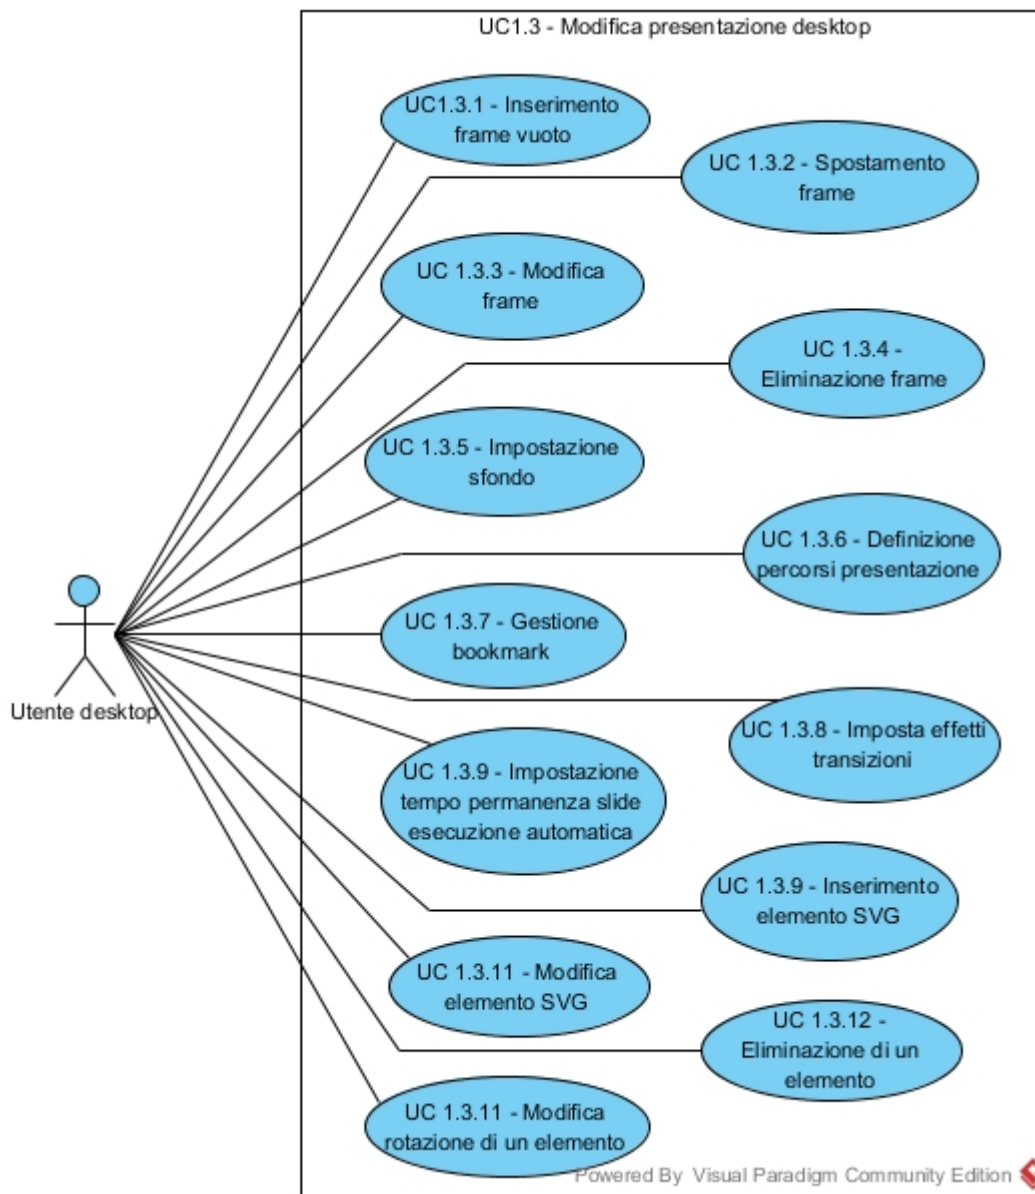 UC1.3 - Modifica presentazione desktop
UC1.3.1 - Inserimento
frame vuoto
UC 1.3.2 - Spostamento
frame
UC 1.3.3 - Modifica
frame
UC 1.3.4 -
Eliminazione frame
UC 1.3.5 - Impostazione
sfondo
UC 1.3.6 - Definizione
percorsi presentazione
UC 1.3.7 - Gestione
bookmark
Utente desktop
UC 1.3.8 - Imposta effetti
transizioni
UC 1.3.9 - Impostazione
tempo permanenza slide
esecuzione automatica
UC 1.3.9 - Inserimento
elemento SVG
UC 1.3.11 - Modifica
elemento SVG
UC 1.3.12 -
Eliminazione di un
elemento
UC 1.3.11 - Modifica
rotazione di un elemento
Powered By Visual Paradigm Community Edition